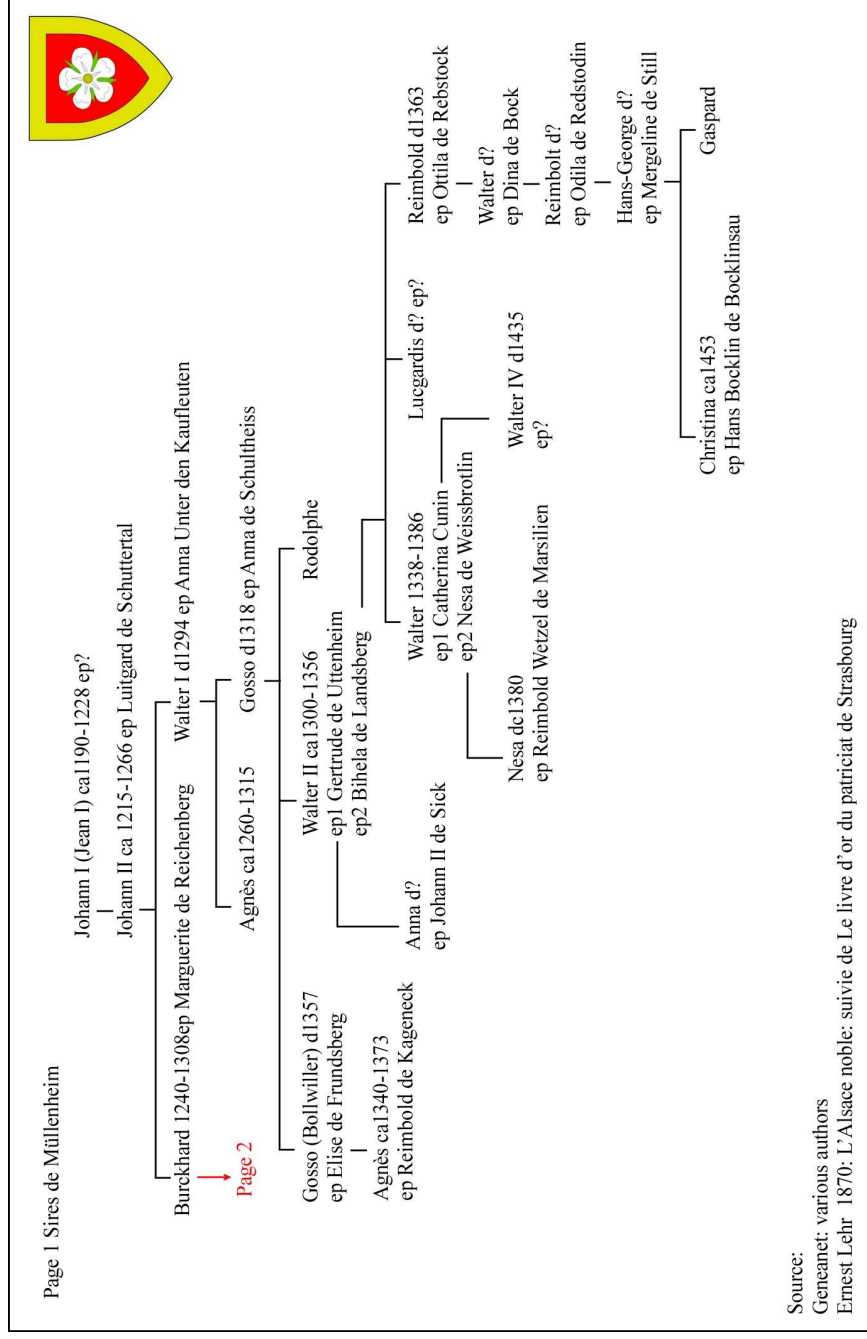 Page 1 Sires de Müllenheim
Johann I (Jean I) ca1190-1228 ep?
Johann II ca 1215-1266 ep Luitgard de Schuttertal
Burckhard 1240-1308ep Marguerite de Reichenberg
Walter I d1294 ep Anna Unter den Kaufleuten
Page 2
Agnès ca1260-1315
Gosso d1318 ep Anna de Schultheiss
Gosso (Bollwiller) d1357
ep Elise de Frundsberg
Walter II ca1300-1356
ep1 Gertrude de Uttenheim
ep2 Bihela de Landsberg
Rodolphe
Agnès ca1340-1373
ep Reimbold de Kageneck
Anna d?
ep Johann II de Sick
Walter 1338-1386
ep1 Catherina Cunin
ep2 Nesa de Weissbrotlin
Lucgardis d? ep?
Reimbold d1363
ep Ottila de Rebstock
Walter d?
ep Dina de Bock
Nesa dc1380
ep Reimbold Wetzel de Marsilien
Walter IV d1435
ep?
Reimbolt d?
ep Odila de Redstodin
Hans-George d?
ep Mergeline de Still
Christina ca1453
ep Hans Bocklin de Bocklinsau
Gaspard
Source:
Geneanet: various authors
Ernest Lehr 1870: L'Alsace noble: suivie de Le livre d'or du patriciat de Strasbourg